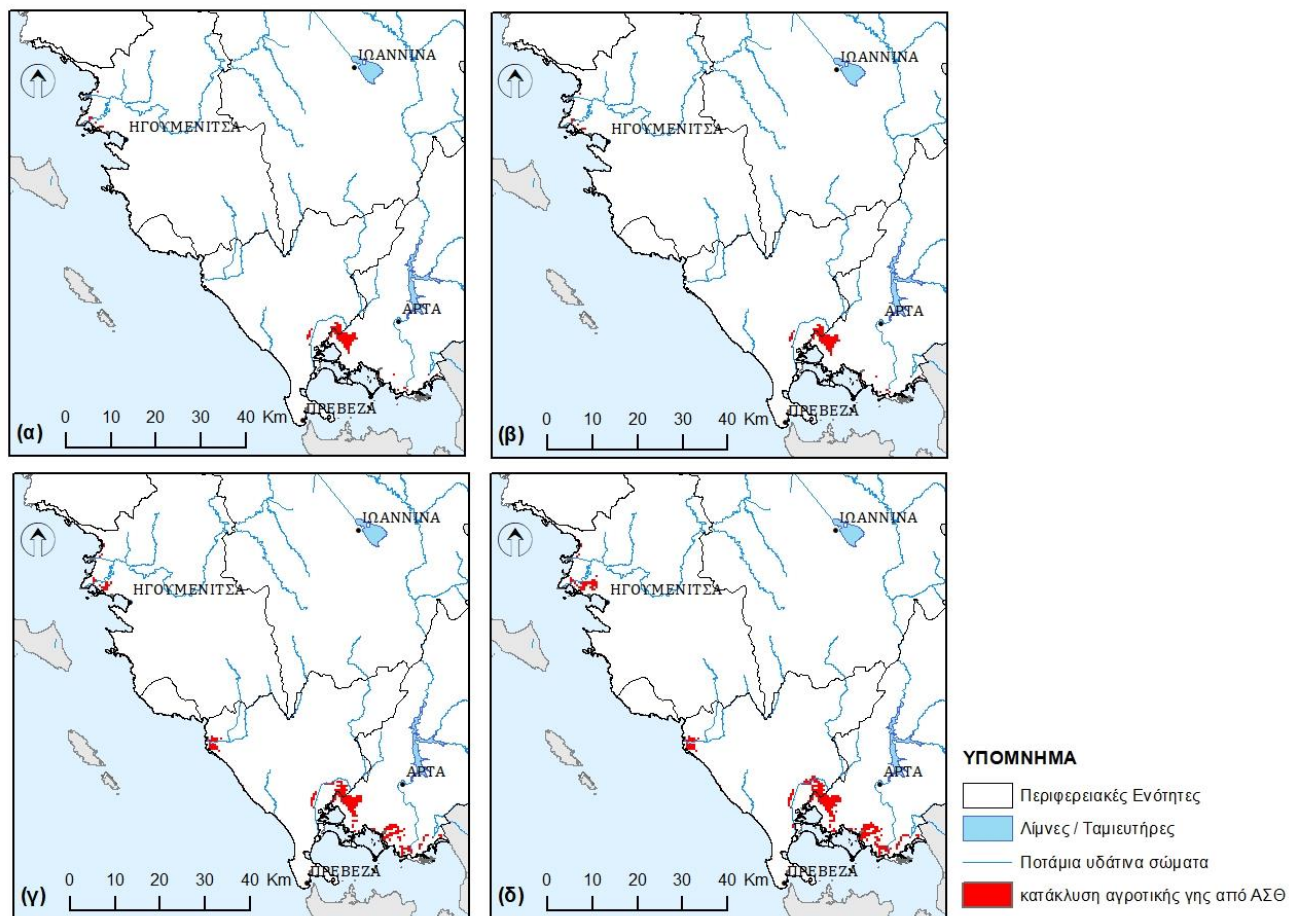 ΙΩΑΝΝΙΝΑ
ΗΓΟΥΜΕΝΙΤΣΑ
ΑΡΤΑ
0 10 20 30 40 Km
ΠΡΕΒΕΖΑ
(α)
ΙΩΑΝΝΙΝΑ
ΗΓΟΥΜΕΝΙΤΣΑ
ΑΡΤΑ
0 10 20 30 40 Km
ΠΡΕΒΕΖΑ
(β)
ΙΩΑΝΝΙΝΑ
ΗΓΟΥΜΕΝΙΤΣΑ
ΑΡΤΑ
0 10 20 30 40 Km
ΠΡΕΒΕΖΑ
(γ)
ΙΩΑΝΝΙΝΑ
ΗΓΟΥΜΕΝΙΤΣΑ
ΑΡΤΑ
0 10 20 30 40 Km
ΠΡΕΒΕΖΑ
(δ)
ΥΠΟΜΝΗΜΑ
Περιφερειακές Ενότητες
Λίμνες / Ταμιευτήρες
Ποτάμια υδάτινα σώματα
κατάκλυση αγροτικής γης από ΑΣΘ